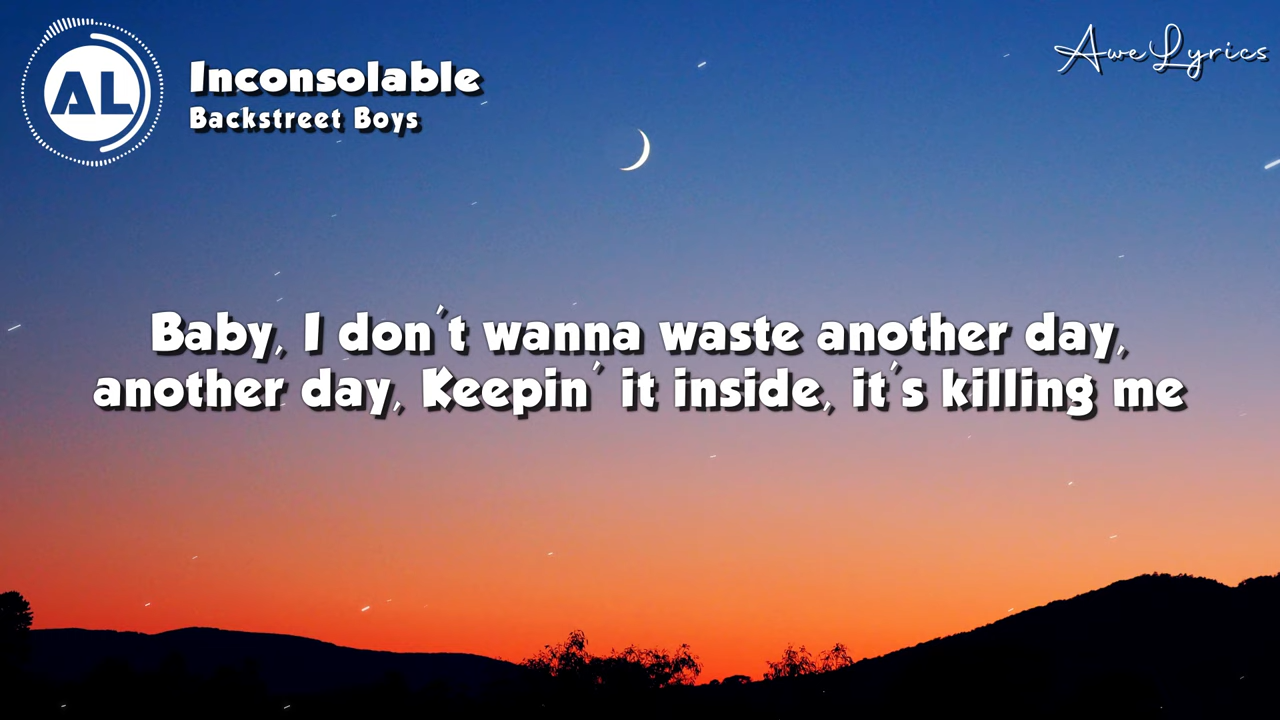 AL
Inconsolable
Backstreet Boys
AweLyrics
Baby, I don't wanna waste another day,
another day, Keepin' it inside, it's killing me